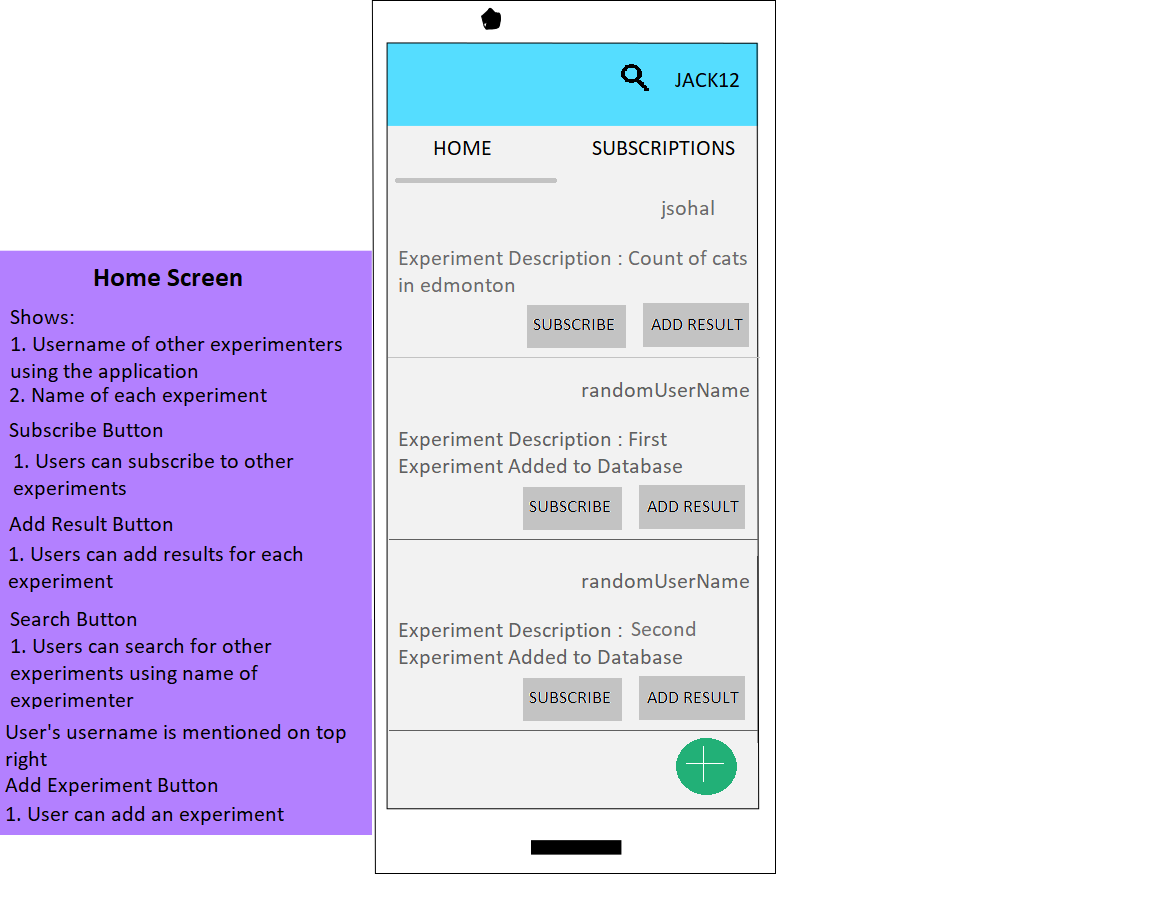 Home Screen
Shows:
1. Username of other experimenters
using the application
2. Name of each experiment
Subscribe Button
1. Users can subscribe to other
experiments
Add Result Button
1. Users can add results for each
experiment
Search Button
1. Users can search for other
experiments using name of
experimenter
User's username is mentioned on top
right
Add Experiment Button
1. User can add an experiment
JACK12
HOME SUBSCRIPTIONS
jsohal
Experiment Description : Count of cats
in edmonton
SUBSCRIBE ADD RESULT
randomUserName
Experiment Description : First
Experiment Added to Database
SUBSCRIBE ADD RESULT
randomUserName
Experiment Description : Second
Experiment Added to Database
SUBSCRIBE ADD RESULT